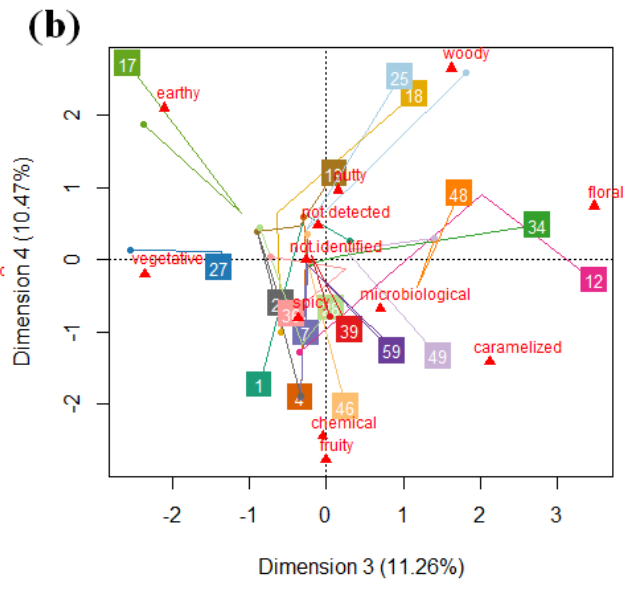 (b)
17
woody
25
18
earthy
2
nutty
48
floral
1
not.detected
34
not.identified
0
vegetative
27
12
microbiological
spicy
7
39
-1
59
49
caramelized
1
4
46
-2
chemical
fruity
-2 -1 0 1 2 3
Dimension 4 (10.47%)
Dimension 3 (11.26%)